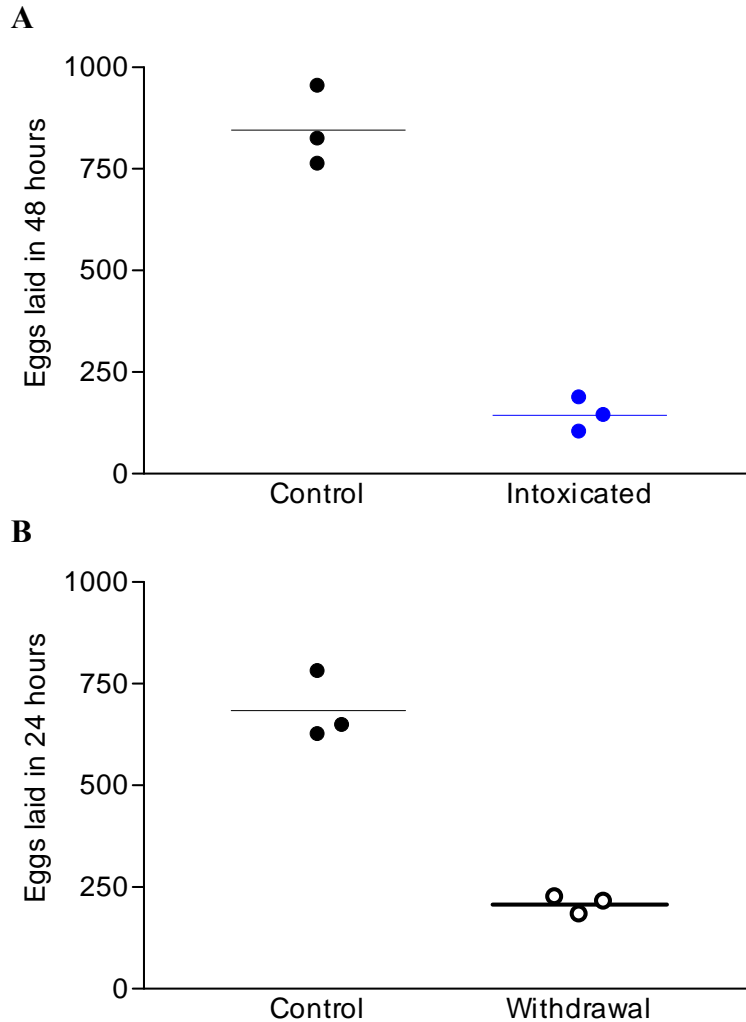 A
Eggs laid in 48 hours
1000
750
500
250
0
Control Intoxicated
B
Eggs laid in 24 hours
1000
750
500
250
0
Control Withdrawal